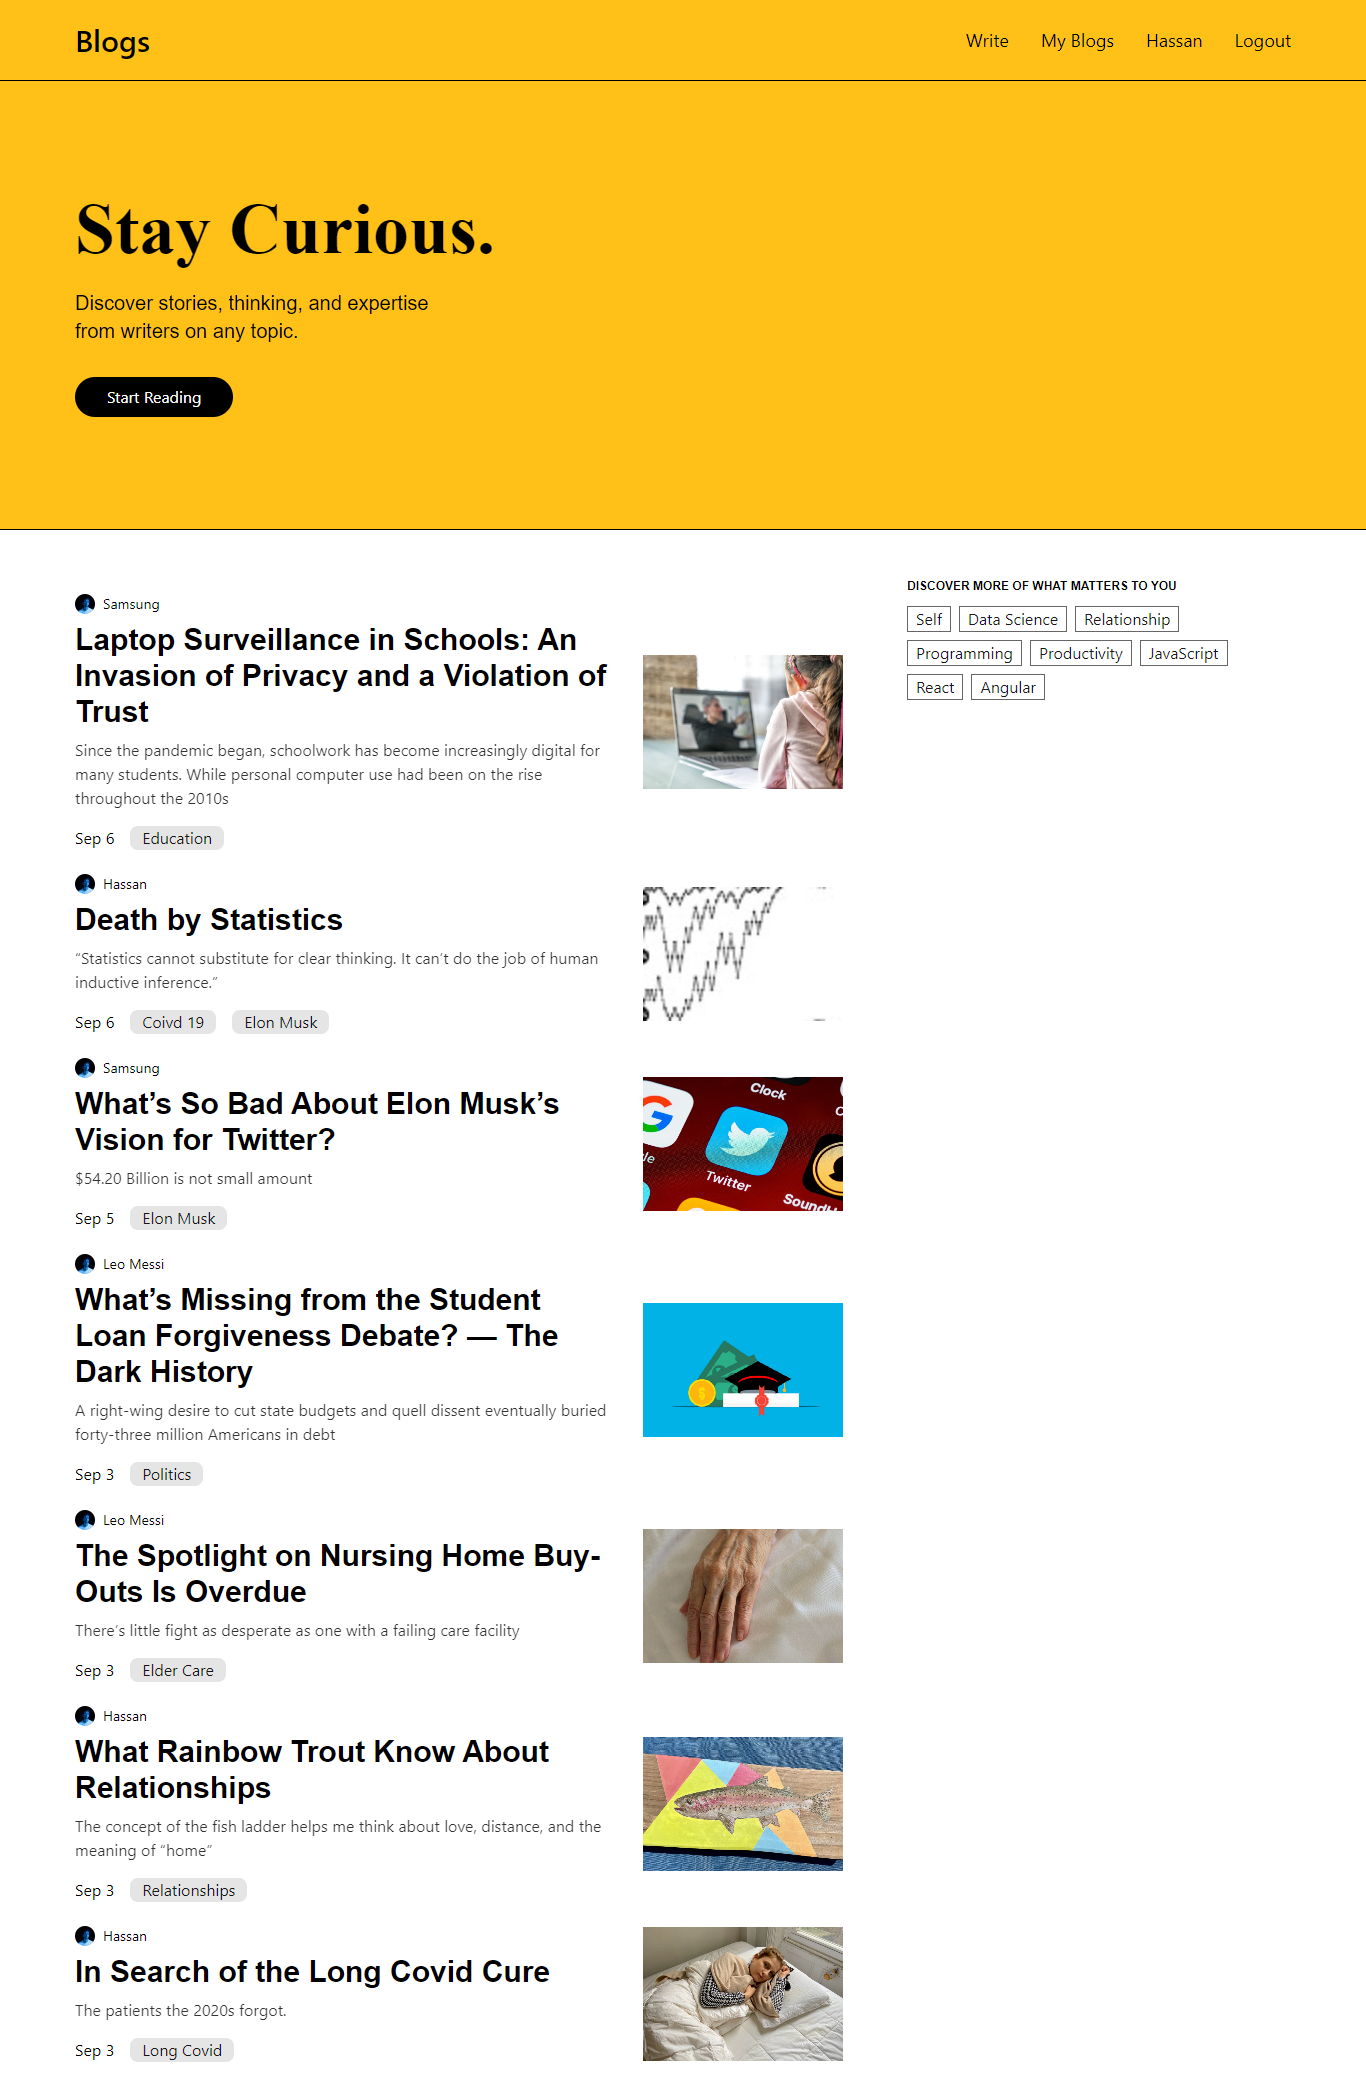 Blogs
Write
My Blogs
Hassan
Logout
Stay Curious.
Discover stories, thinking, and expertise
from writers on any topic.
Start Reading
Samsung
Laptop Surveillance in Schools: An
Invasion of Privacy and a Violation of
Trust
Since the pandemic began, schoolwork has become increasingly digital for
many students. While personal computer use had been on the rise
throughout the 2010s
Sep 6 Education
Hassan
Death by Statistics
“Statistics cannot substitute for clear thinking. It can’t do the job of human
inductive inference.”
Sep 6 Coivd 19 Elon Musk
Samsung
What’s So Bad About Elon Musk’s
Vision for Twitter?
$54.20 Billion is not small amount
Sep 5 Elon Musk
Clock
Twitter
Leo Messi
What’s Missing from the Student
Loan Forgiveness Debate? — The
Dark History
A right-wing desire to cut state budgets and quell dissent eventually buried
forty-three million Americans in debt
Sep 3 Politics
Leo Messi
The Spotlight on Nursing Home Buy-
Outs Is Overdue
There’s little fight as desperate as one with a failing care facility
Sep 3 Elder Care
Hassan
What Rainbow Trout Know About
Relationships
The concept of the fish ladder helps me think about love, distance, and the
meaning of “home”
Sep 3 Relationships
Hassan
In Search of the Long Covid Cure
The patients the 2020s forgot.
Sep 3 Long Covid
DISCOVER MORE OF WHAT MATTERS TO YOU
Self Data Science Relationship
Programming Productivity JavaScript
React Angular